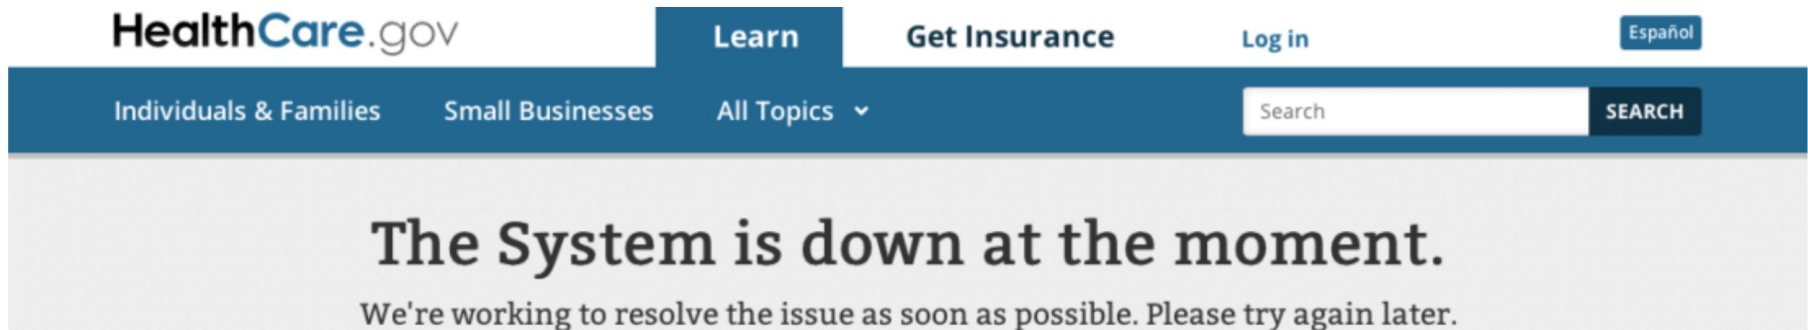 HealthCare.gov Learn Get Insurance Log in Español
Individuals & Families Small Businesses All Topics Search SEARCH
The System is down at the moment.
We're working to resolve the issue as soon as possible. Please try again later.